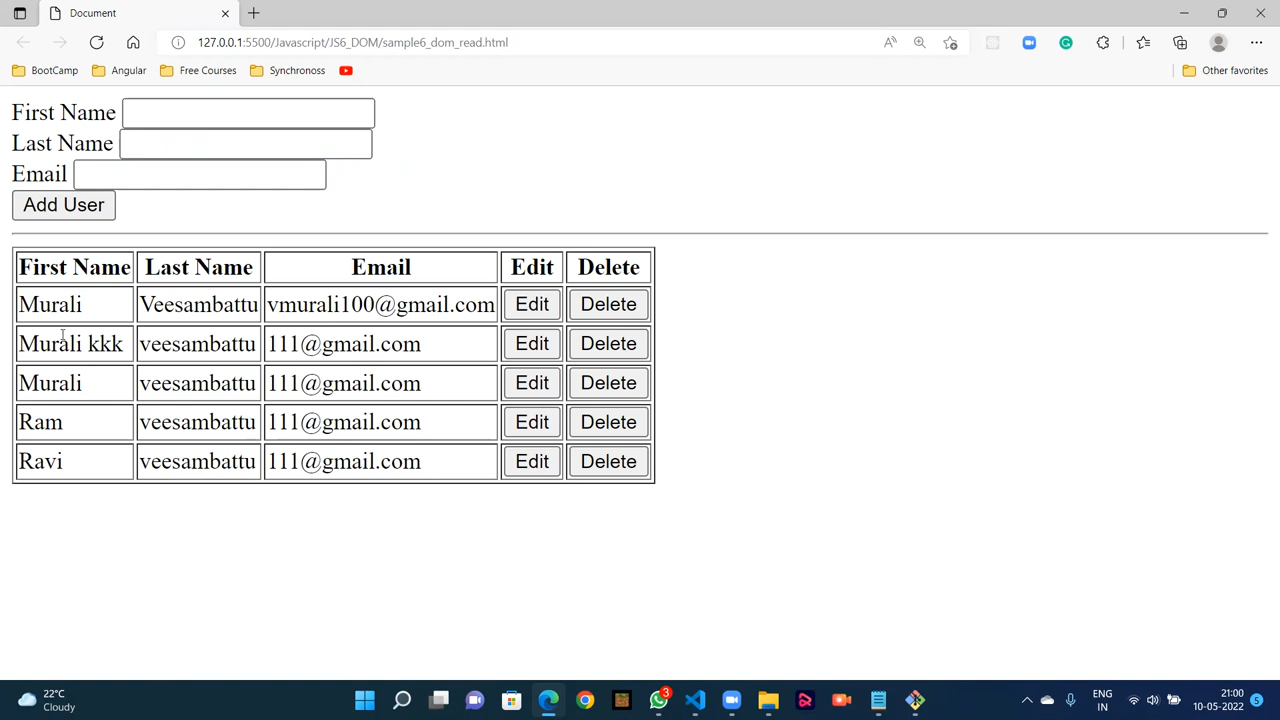 Document
127.0.0.1:5500/Javascript/JS6_DOM/sample6_dom_read.html
BootCamp Angular Free Courses Synchronoss Other favorites
First Name
Last Name
Email
Add User
First Name Last Name Email Edit Delete
Murali Veesambattu vmurali100@gmail.com Edit Delete
Murali kkk veesambattu 111@gmail.com Edit Delete
Murali veesambattu 111@gmail.com Edit Delete
Ram veesambattu 111@gmail.com Edit Delete
Ravi veesambattu 111@gmail.com Edit Delete
22°C
Cloudy
3
ENG
IN
21:00
10-05-2022
5